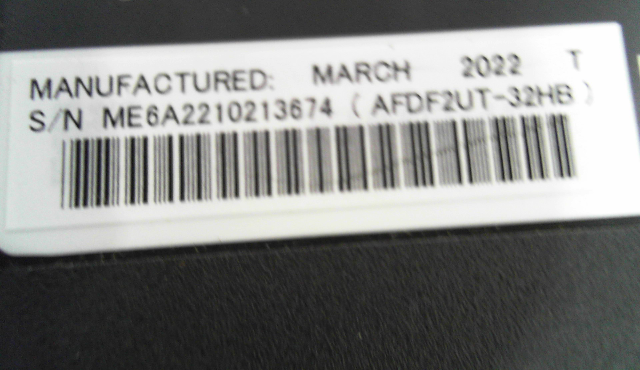 MANUFACTURED: MARCH 2022 T
S/N ME6A2210213674 ( AFDF2UT-32HB )